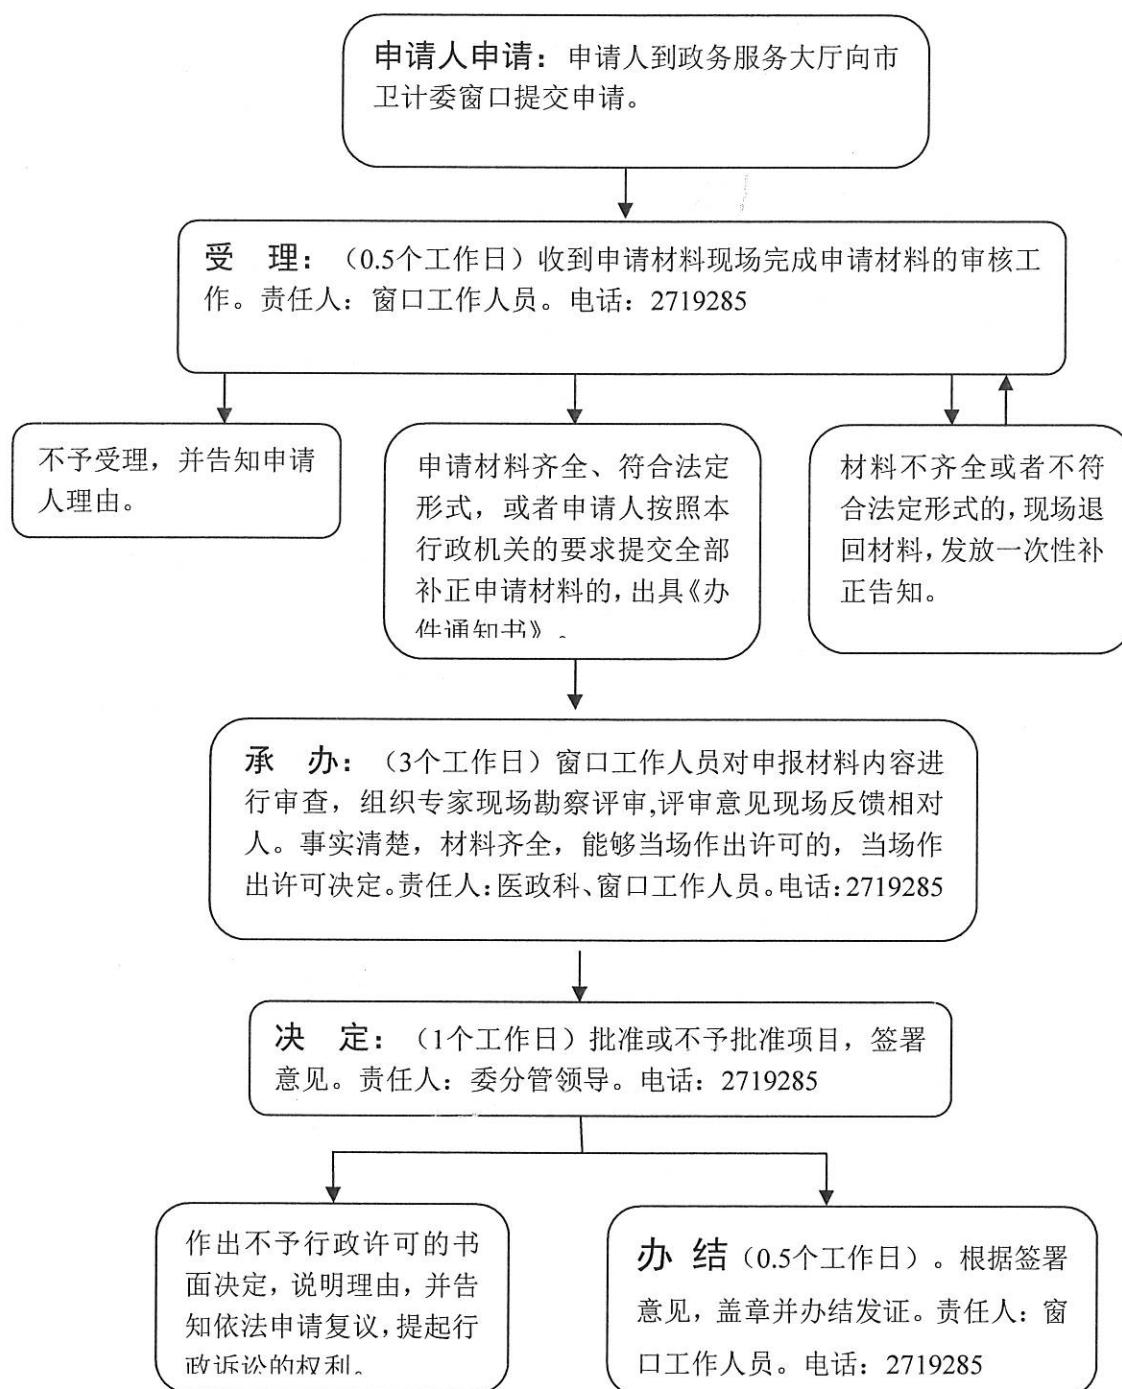 申请人申请：申请人到政务服务大厅向市
卫计委窗口提交申请。
受 理：（0.5个工作日）收到申请材料现场完成申请材料的审核工
作。责任人：窗口工作人员。电话：2719285
不予受理，并告知申请
人理由。
申请材料齐全、符合法定
形式，或者申请人按照本
行政机关的要求提交全部
补正申请材料的，出具《办
件通知书》。
材料不齐全或者不符
合法定形式的，现场退
回材料，发放一次性补
正告知。
承 办：（3个工作日）窗口工作人员对申报材料内容进
行审查，组织专家现场勘察评审,评审意见现场反馈相对
人。事实清楚，材料齐全，能够当场作出许可的，当场作
出许可决定。责任人：医政科、窗口工作人员。电话：2719285
决 定：（1个工作日）批准或不予批准项目，签署
意见。责任人：委分管领导。电话：2719285
作出不予行政许可的书
面决定，说明理由，并告
知依法申请复议，提起行
政诉讼的权利。
办 结（0.5个工作日）。根据签署
意见，盖章并办结发证。责任人：窗
口工作人员。电话：2719285